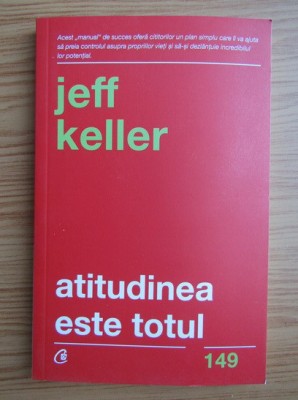 Acest „manual” de succes oferă cititorilor un plan simplu care îi va ajuta
să preia controlul asupra propriilor vieți și să-și dezlănțuie incredibilul
lor potențial.
jeff
keller
atitudinea
este totul
149